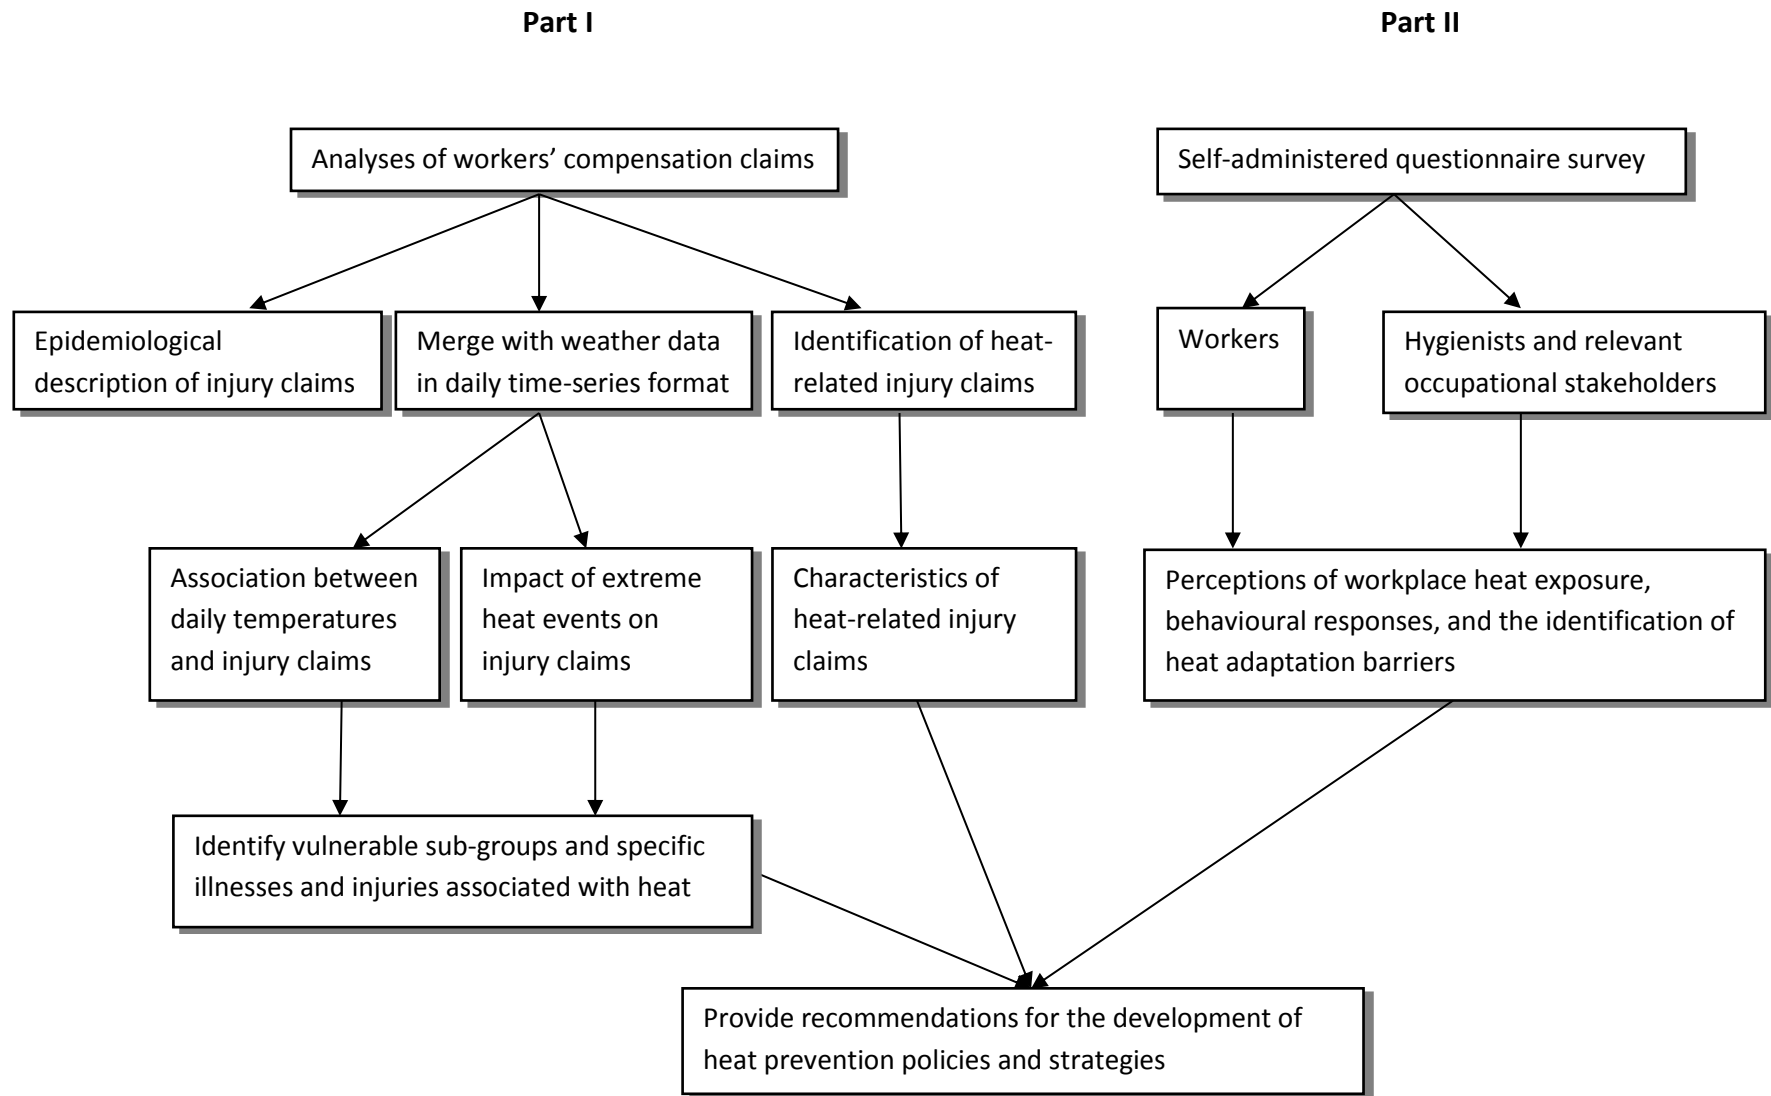 Part I
Part II
Analyses of workers’ compensation claims
Self-administered questionnaire survey
Epidemiological
description of injury claims
Merge with weather data
in daily time-series format
Identification of heat-
related injury claims
Workers
Hygienists and relevant
occupational stakeholders
Association between
daily temperatures
and injury claims
Impact of extreme
heat events on
injury claims
Characteristics of
heat-related injury
claims
Perceptions of workplace heat exposure,
behavioural responses, and the identification of
heat adaptation barriers
Identify vulnerable sub-groups and specific
illnesses and injuries associated with heat
Provide recommendations for the development of
heat prevention policies and strategies